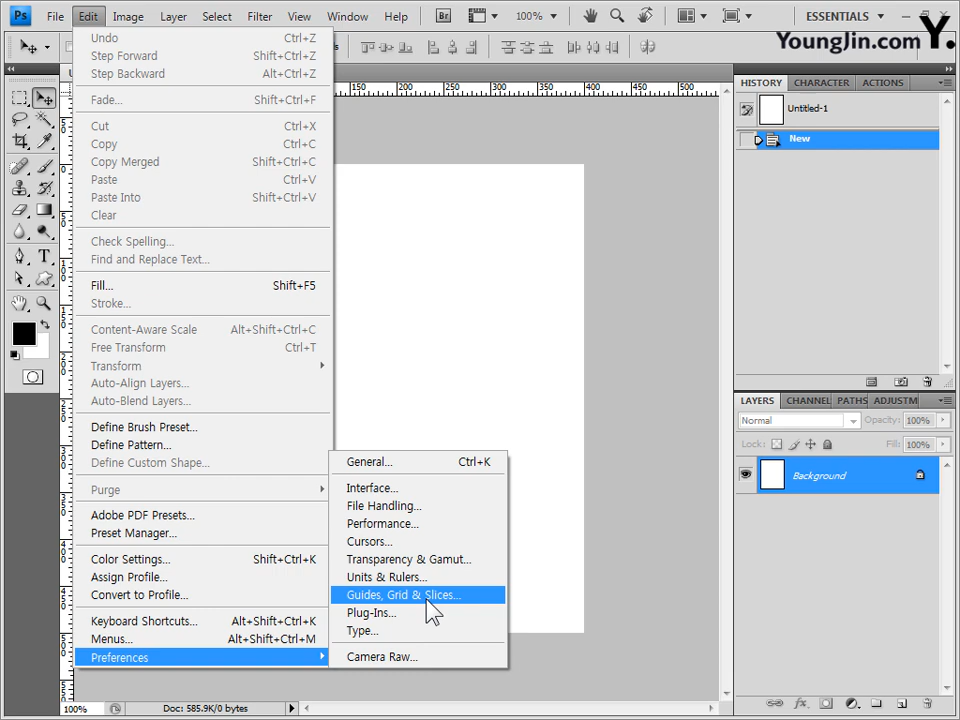 Ps File Edit Image Layer Select Filter View Window Help Br 100% ESSENTIALS
YoungJin.com Y.
Undo Ctrl+Z
Step Forward Shift+Ctrl+Z
Step Backward Alt+Ctrl+Z
Fade... Shift+Ctrl+F
Cut Ctrl+X
Copy Ctrl+C
Copy Merged Shift+Ctrl+C
Paste Ctrl+V
Paste Into Shift+Ctrl+V
Clear
Check Spelling...
Find and Replace Text...
Fill... Shift+F5
Stroke...
Content-Aware Scale Alt+Shift+Ctrl+C
Free Transform Ctrl+T
Transform
Auto-Align Layers...
Auto-Blend Layers...
Define Brush Preset...
Define Pattern...
Define Custom Shape...
Purge
Adobe PDF Presets...
Preset Manager...
Color Settings... Shift+Ctrl+K
Assign Profile...
Convert to Profile...
Keyboard Shortcuts... Alt+Shift+Ctrl+K
Menus... Alt+Shift+Ctrl+M
Preferences
General... Ctrl+K
Interface...
File Handling...
Performance...
Cursors...
Transparency & Gamut...
Units & Rulers...
Guides, Grid & Slices...
Plug-Ins...
Type...
Camera Raw...
150 200 250 300 350 400 450 500
HISTORY CHARACTER ACTIONS
Untitled-1
New
LAYERS CHANNEL PATHS ADJUSTM
Normal Opacity: 100%
Lock: Fill: 100%
Background
100% Doc: 585.9K/0 bytes